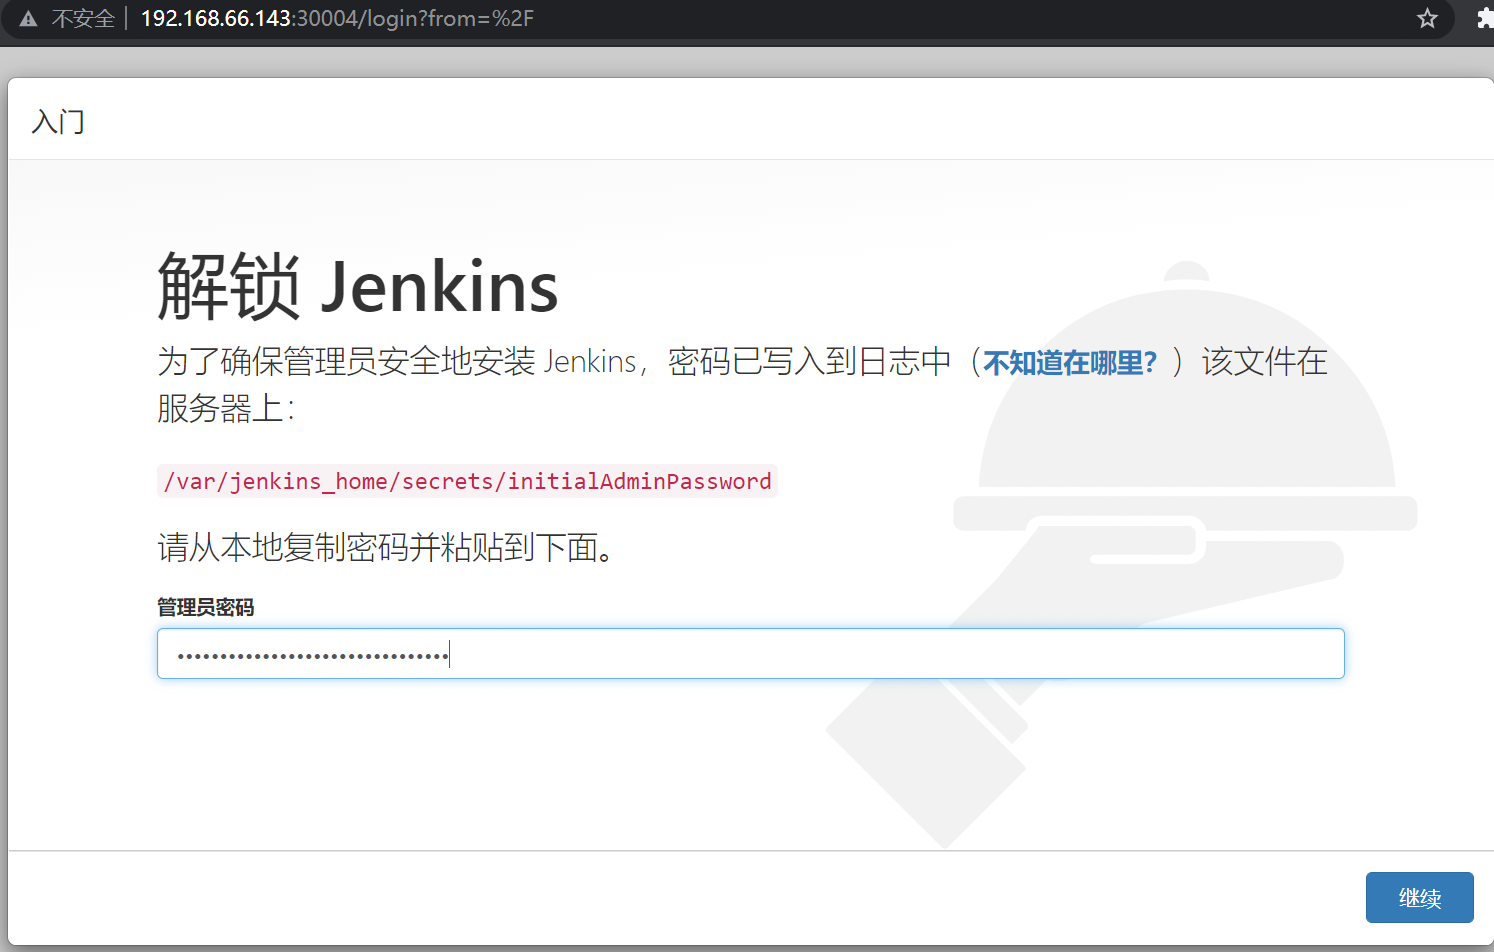 不安全 192.168.66.143:30004/login?from=%2F
入门
解锁 Jenkins
为了确保管理员安全地安装 Jenkins，密码已写入到日志中（不知道在哪里？）该文件在
服务器上：
/var/jenkins_home/secrets/initialAdminPassword
请从本地复制密码并粘贴到下面。
管理员密码
••••••••••••••••••••••••••••••••
继续